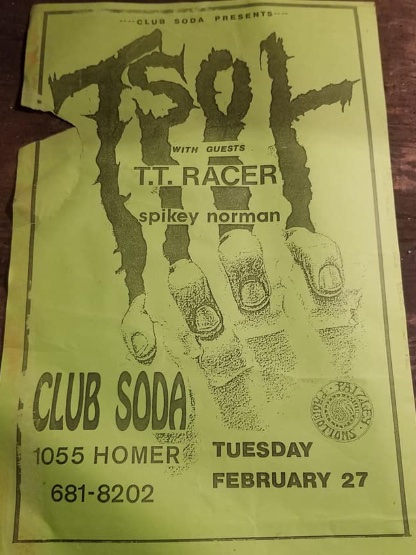 ----CLUB SODA PRESENTS----
TSOL
WITH GUESTS
T.T. RACER
spikey norman
CLUB SODA
1055 HOMER
681-8202
TUESDAY
FEBRUARY 27
PAISLEY
PROMOTIONS